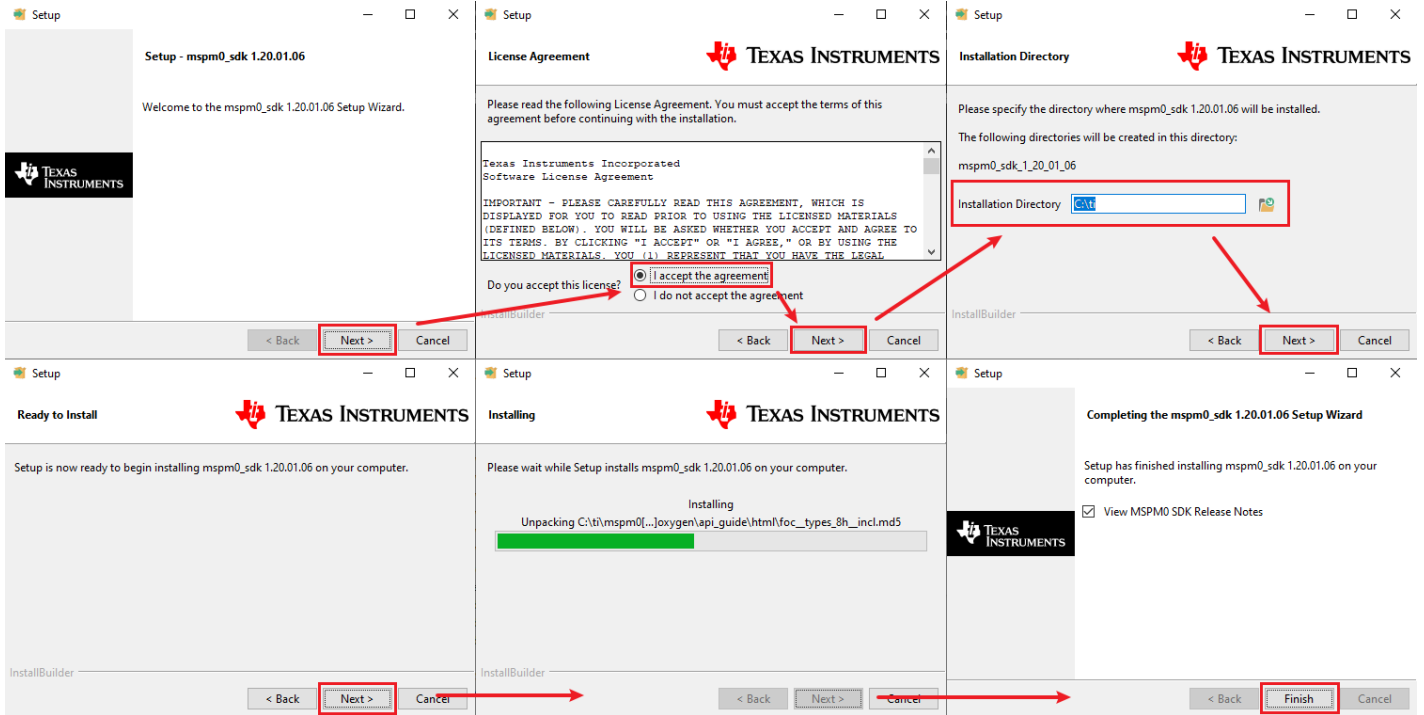 Setup
Setup - mspm0_sdk 1.20.01.06
Welcome to the mspm0_sdk 1.20.01.06 Setup Wizard.
TEXAS
INSTRUMENTS
< Back
Next >
Cancel
Setup
License Agreement
TEXAS INSTRUMENTS
Please read the following License Agreement. You must accept the terms of this
agreement before continuing with the installation.
Texas Instruments Incorporated
Software License Agreement
IMPORTANT - PLEASE CAREFULLY READ THIS AGREEMENT, WHICH IS
DISPLAYED FOR YOU TO READ PRIOR TO USING THE LICENSED MATERIALS
(DEFINED BELOW). YOU WILL BE ASKED WHETHER YOU ACCEPT AND AGREE TO
ITS TERMS. BY CLICKING "I ACCEPT" OR "I AGREE," OR BY USING THE
LICENSED MATERIALS, YOU (1) REPRESENT THAT YOU HAVE THE LEGAL
Do you accept this license?
I accept the agreement
I do not accept the agreement
InstallBuilder
< Back
Next >
Cancel
Setup
Installation Directory
TEXAS INSTRUMENTS
Please specify the directory where mspm0_sdk 1.20.01.06 will be installed.
The following directories will be created in this directory:
mspm0_sdk_1_20_01_06
Installation Directory
C:\ti
InstallBuilder
< Back
Next >
Cancel
Setup
Ready to Install
TEXAS INSTRUMENTS
Setup is now ready to begin installing mspm0_sdk 1.20.01.06 on your computer.
InstallBuilder
< Back
Next >
Cancel
Setup
Installing
TEXAS INSTRUMENTS
Please wait while Setup installs mspm0_sdk 1.20.01.06 on your computer.
Installing
Unpacking C:\ti\mspm0[...]oxygen\api_guide\html\foc__types_8h__incl.md5
InstallBuilder
< Back
Next >
Cancel
Setup
Completing the mspm0_sdk 1.20.01.06 Setup Wizard
Setup has finished installing mspm0_sdk 1.20.01.06 on your
computer.
View MSPM0 SDK Release Notes
TEXAS
INSTRUMENTS
< Back
Finish
Cancel